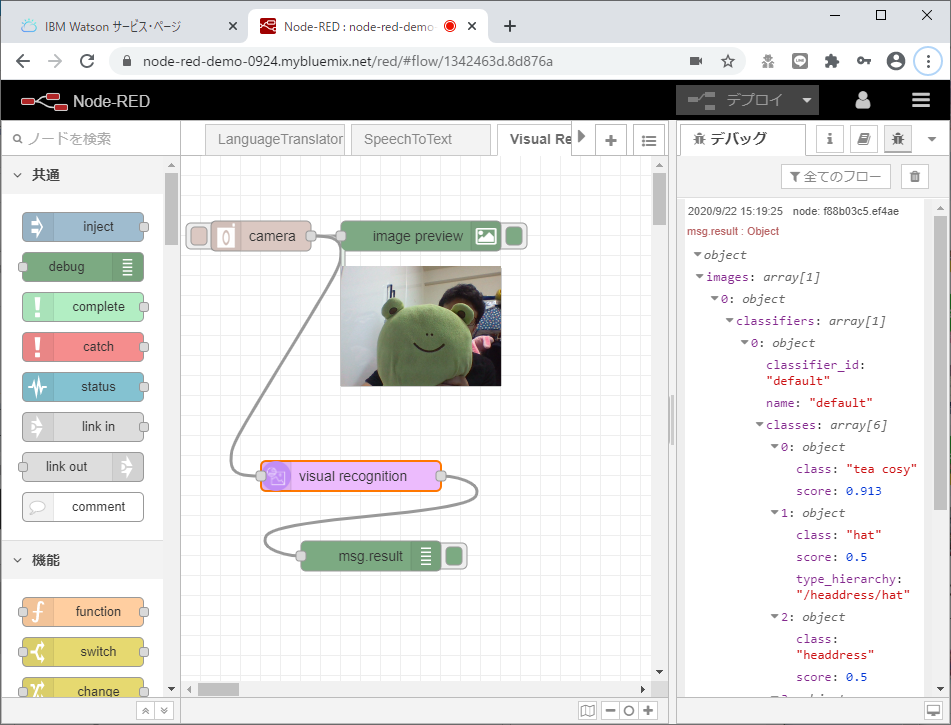 IBM Watson サービス・ページ
Node-RED : node-red-demo
node-red-demo-0924.mybluemix.net/red/#flow/1342463d.8d876a
Node-RED
デプロイ
ノードを検索
LanguageTranslator
SpeechToText
Visual Re
デバッグ
全てのフロー
共通
inject
debug
complete
catch
status
link in
link out
comment
機能
function
switch
change
camera
image preview
visual recognition
msg.result
2020/9/22 15:19:25 node: f88b03c5.ef4ae
msg.result : Object
object
images: array[1]
0: object
classifiers: array[1]
0: object
classifier_id:
"default"
name: "default"
classes: array[6]
0: object
class: "tea cosy"
score: 0.913
1: object
class: "hat"
score: 0.5
type_hierarchy:
"/headdress/hat"
2: object
class:
"headdress"
score: 0.5